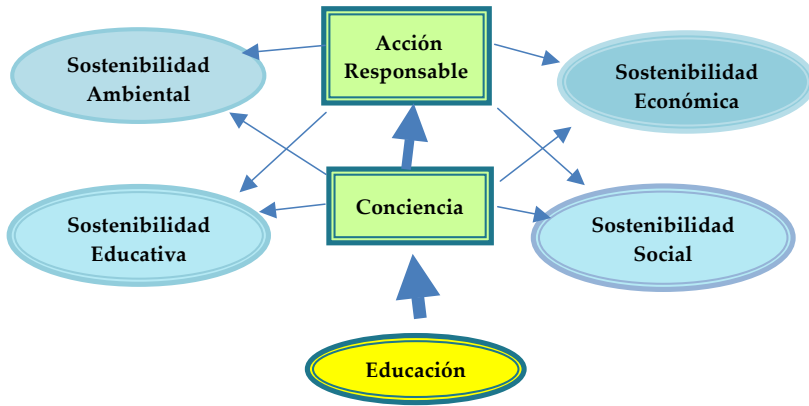 Acción
Responsable
Sostenibilidad
Ambiental
Sostenibilidad
Económica
Conciencia
Sostenibilidad
Educativa
Sostenibilidad
Social
Educación